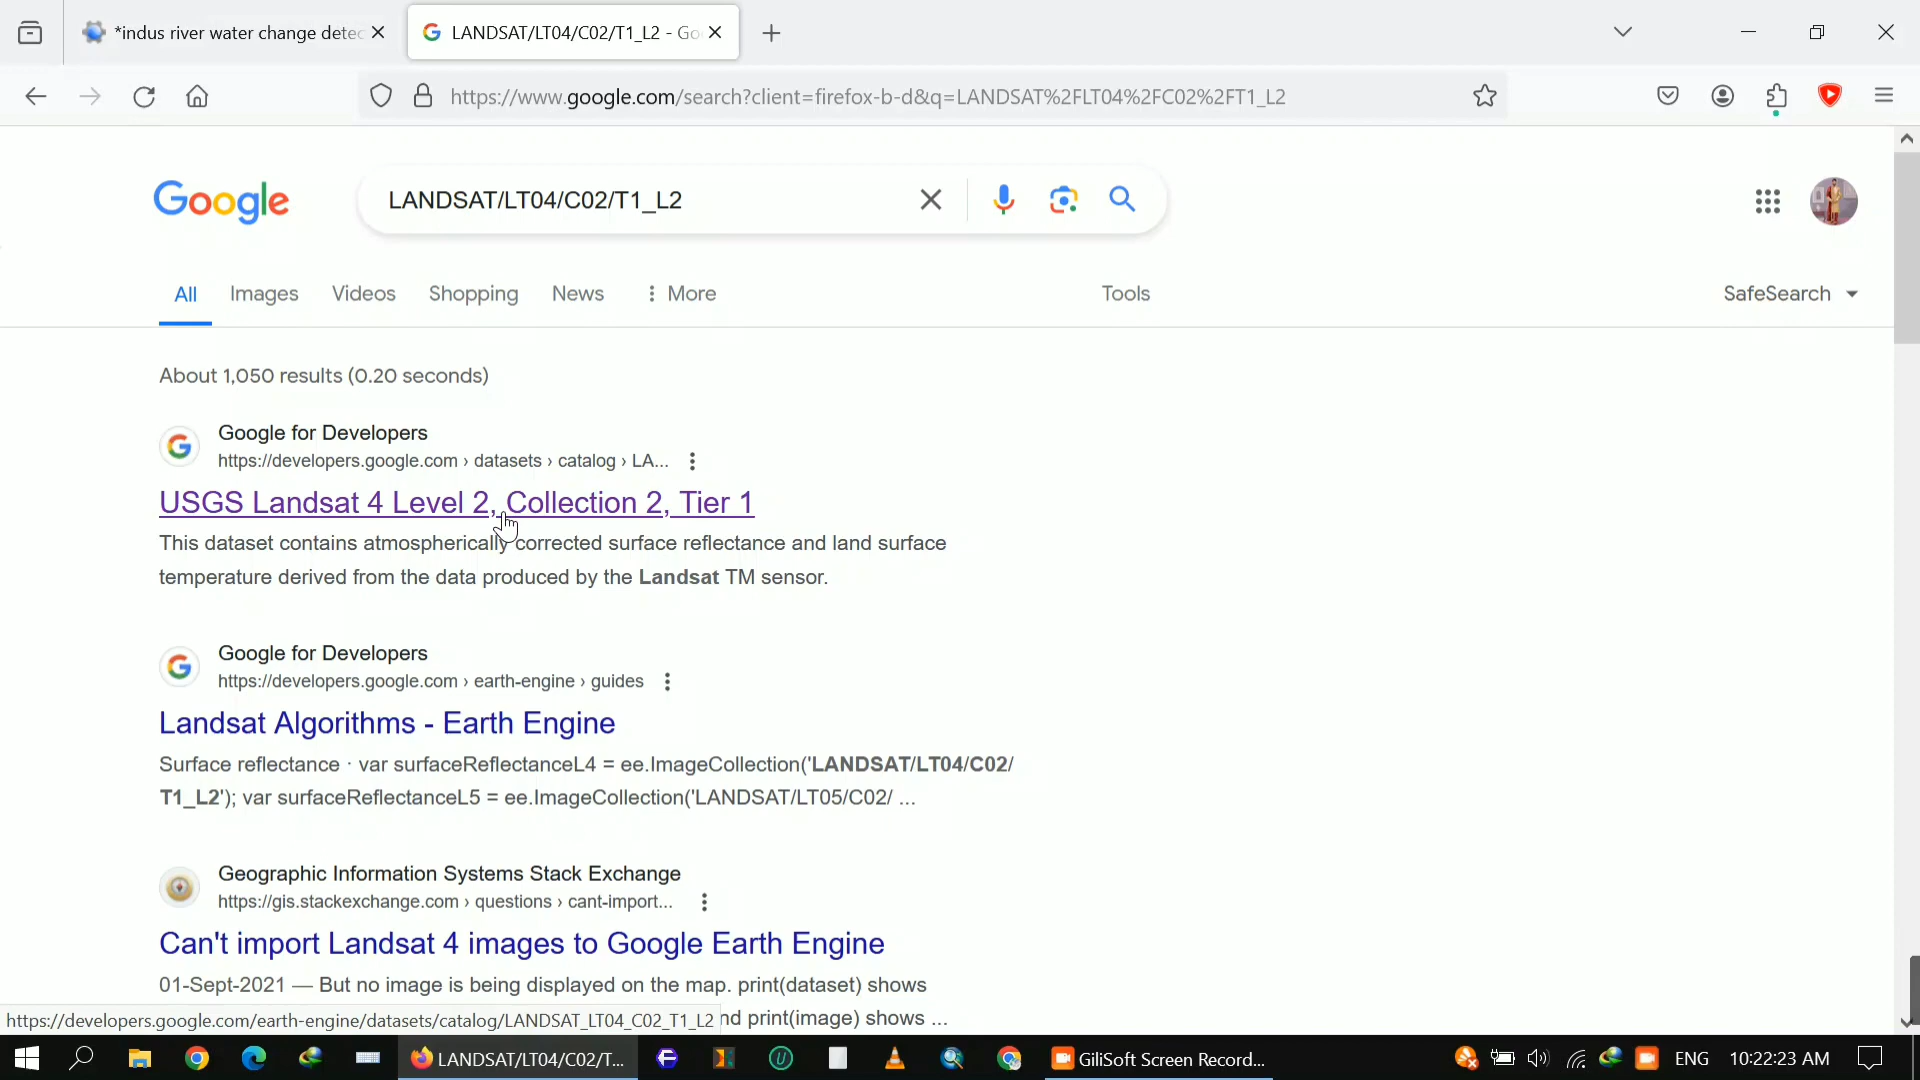 *indus river water change detec
LANDSAT/LT04/C02/T1_L2 - Go
https://www.google.com/search?client=firefox-b-d&q=LANDSAT%2FLT04%2FC02%2FT1_L2
Google
LANDSAT/LT04/C02/T1_L2
All Images Videos Shopping News More Tools SafeSearch
About 1,050 results (0.20 seconds)
Google for Developers
https://developers.google.com › datasets › catalog › LA...
USGS Landsat 4 Level 2, Collection 2, Tier 1
This dataset contains atmospherically corrected surface reflectance and land surface
temperature derived from the data produced by the Landsat TM sensor.
Google for Developers
https://developers.google.com › earth-engine › guides
Landsat Algorithms - Earth Engine
Surface reflectance · var surfaceReflectanceL4 = ee.ImageCollection('LANDSAT/LT04/C02/
T1_L2'); var surfaceReflectanceL5 = ee.ImageCollection('LANDSAT/LT05/C02/ ...
Geographic Information Systems Stack Exchange
https://gis.stackexchange.com › questions › cant-import...
Can't import Landsat 4 images to Google Earth Engine
01-Sept-2021 — But no image is being displayed on the map. print(dataset) shows
https://developers.google.com/earth-engine/datasets/catalog/LANDSAT_LT04_C02_T1_L2 nd print(image) shows ...
LANDSAT/LT04/C02/T... GiliSoft Screen Record... ENG 10:22:23 AM